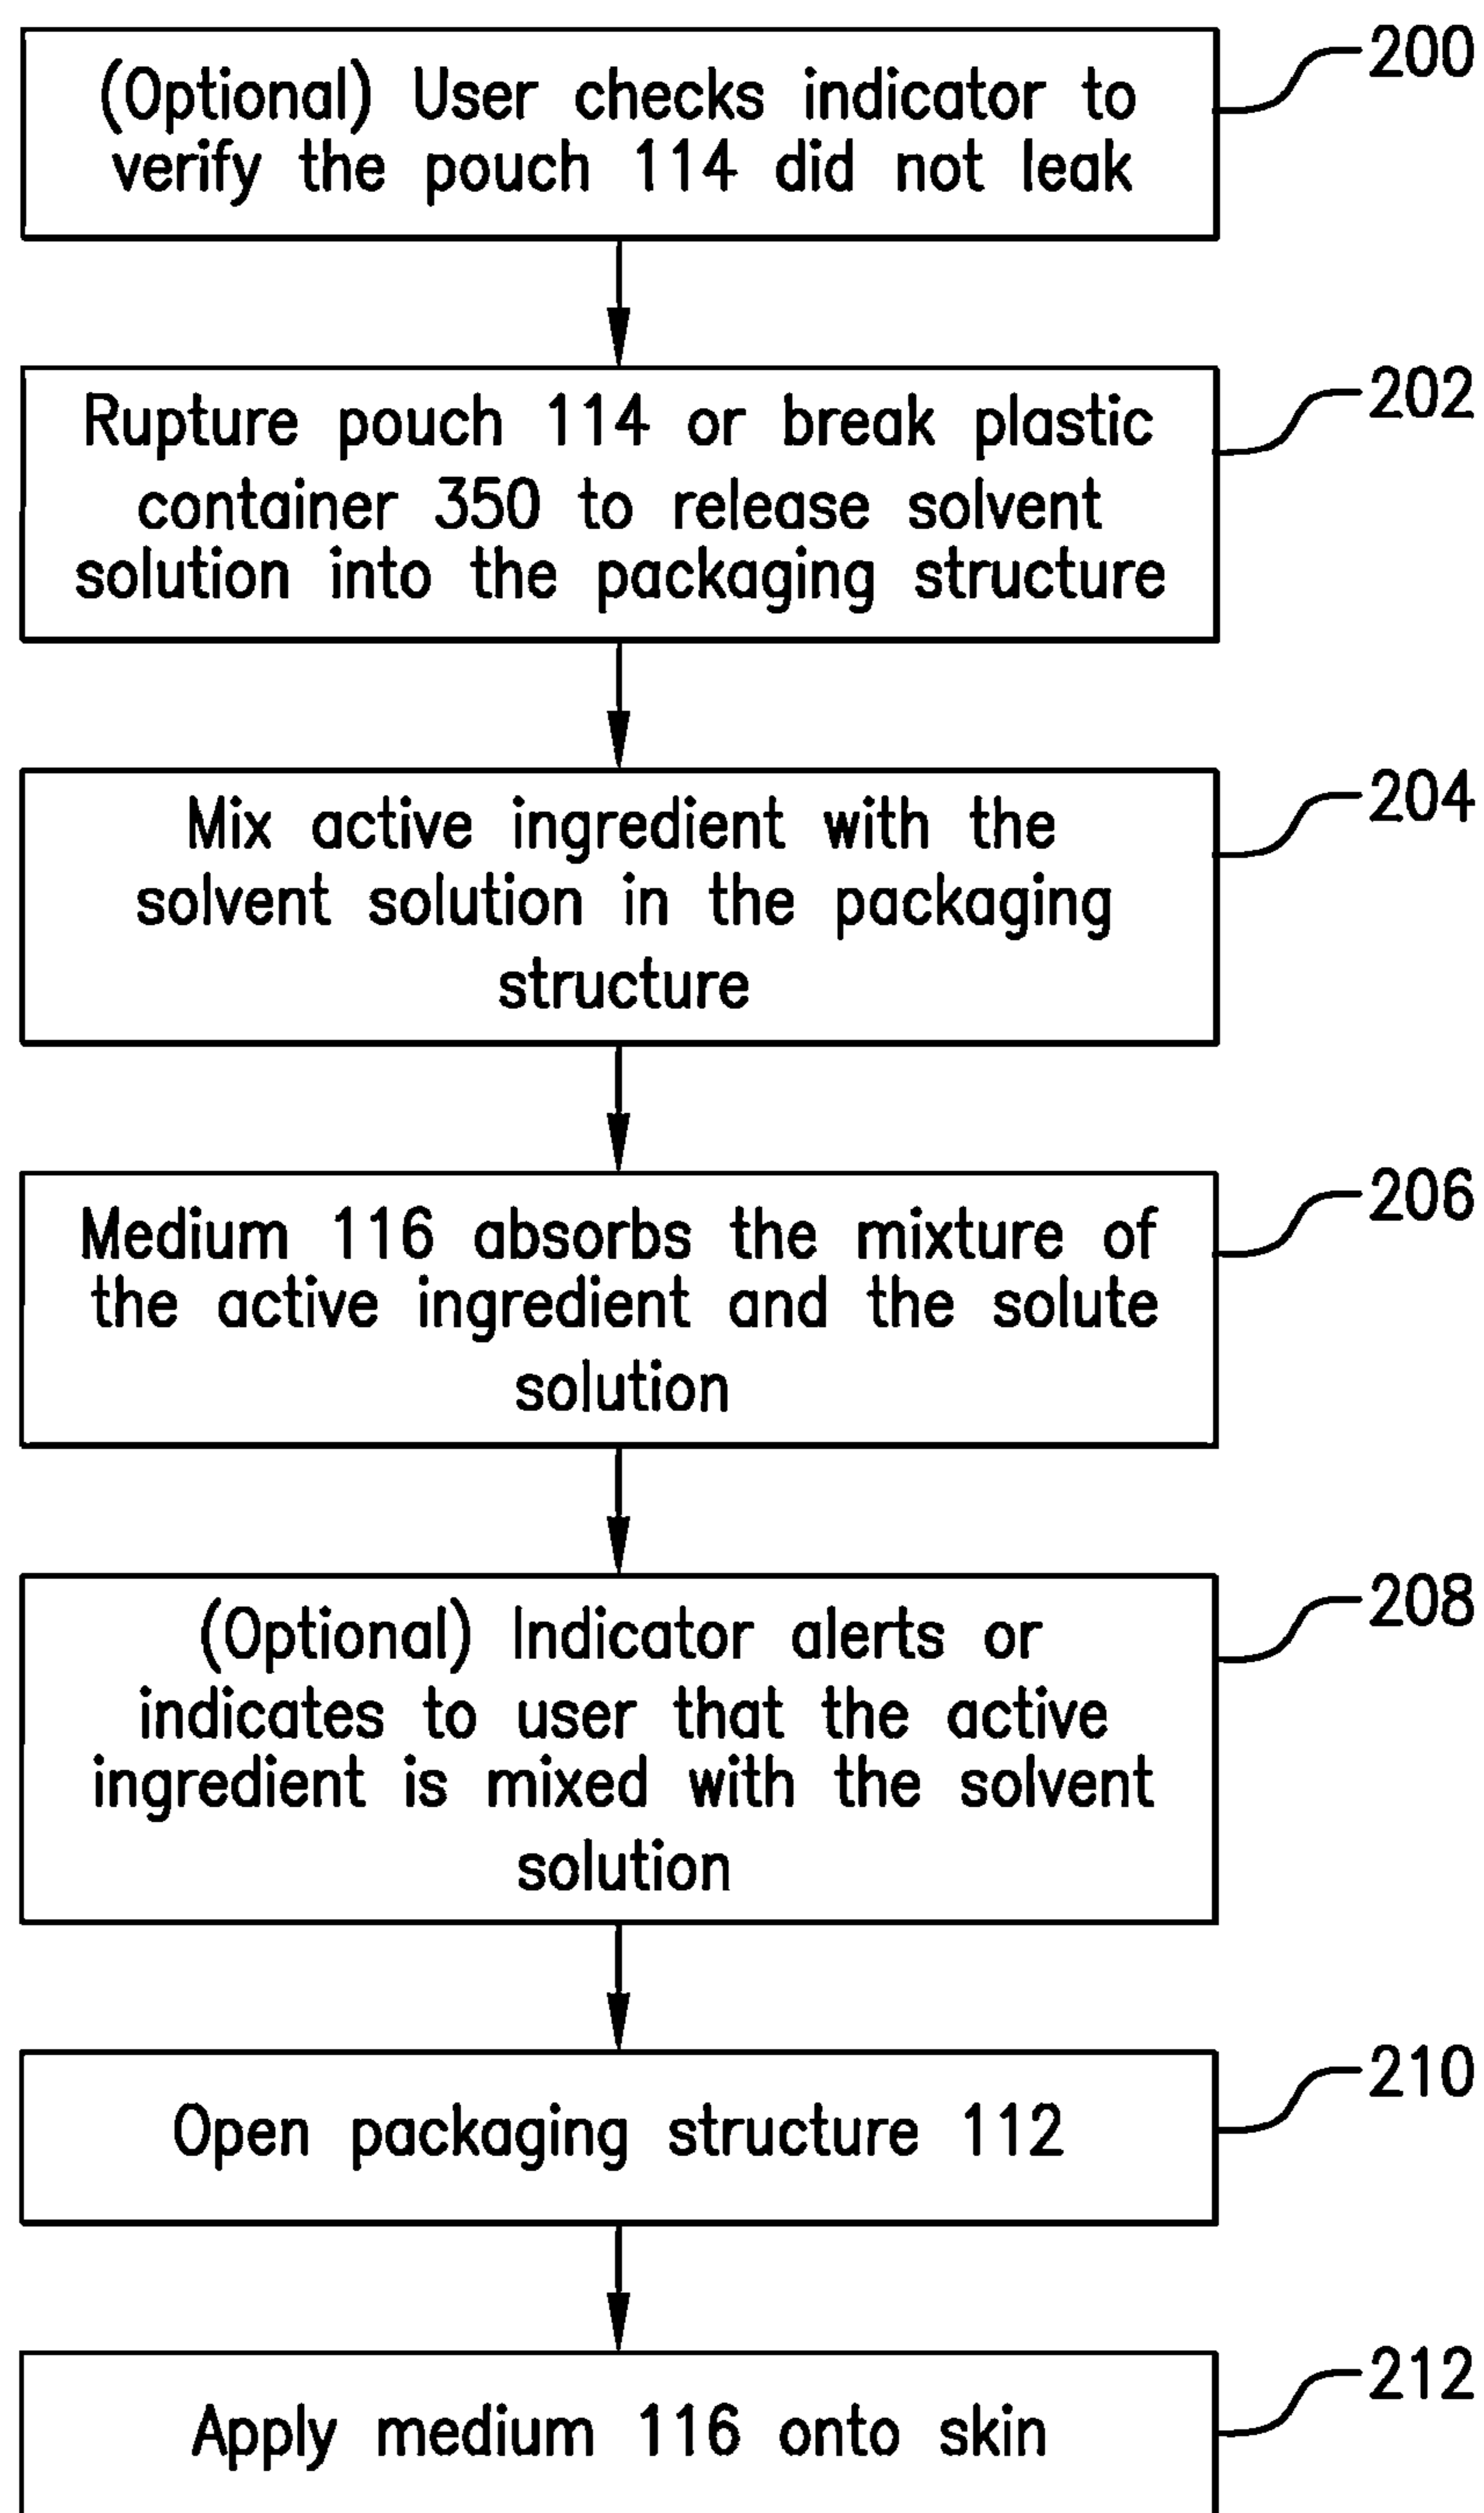 (Optional) User checks indicator to
verify the pouch 114 did not leak
200
Rupture pouch 114 or break plastic
container 350 to release solvent
solution into the packaging structure
202
Mix active ingredient with the
solvent solution in the packaging
structure
204
Medium 116 absorbs the mixture of
the active ingredient and the solute
solution
206
(Optional) Indicator alerts or
indicates to user that the active
ingredient is mixed with the solvent
solution
208
Open packaging structure 112
210
Apply medium 116 onto skin
212